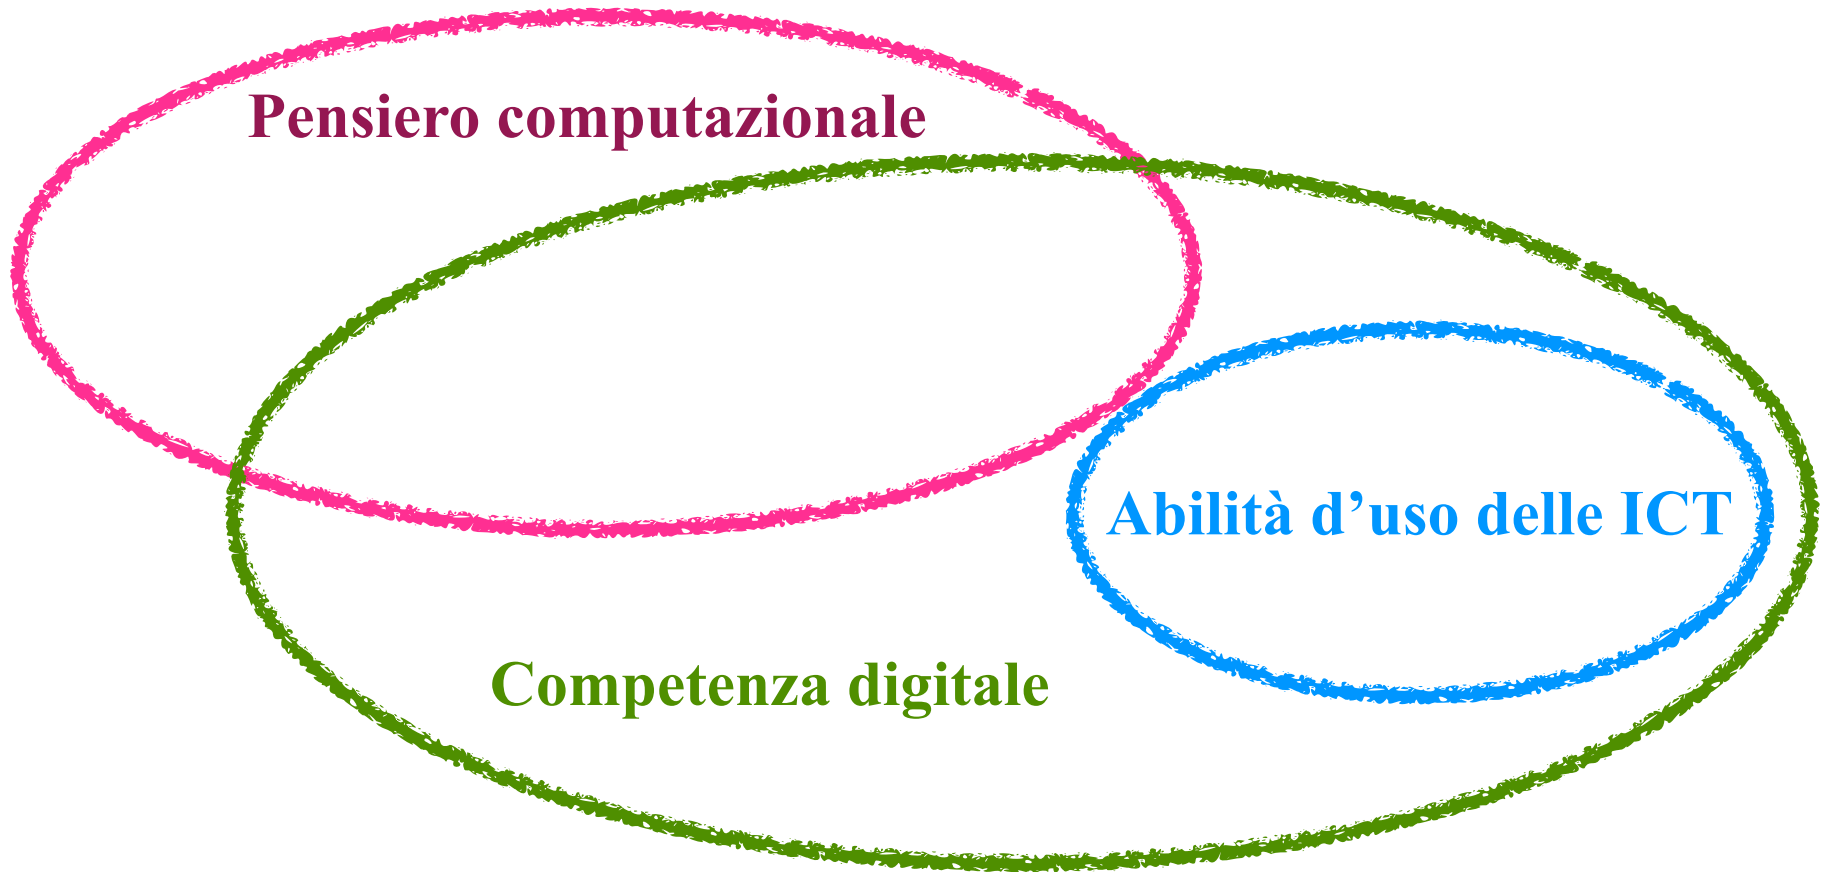 Pensiero computazionale
Abilità d’uso delle ICT
Competenza digitale